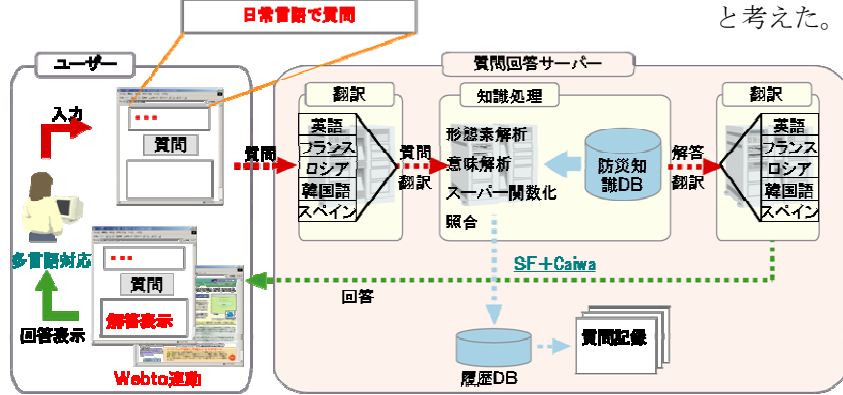 日常言語で質問
と考えた。
ユーザー
入力
質問
多言語対応
質問
解答表示
回答表示
Webto連動
質問
質問回答サーバー
翻訳
英語
フランス
ロシア
韓国語
スペイン
質問
翻訳
知識処理
形態素解析
意味解析
スーパー関数化
照合
防災知
識DB
解答
翻訳
翻訳
英語
フランス
ロシア
韓国語
スペイン
SF+Caiwa
回答
履歴DB
質問記録